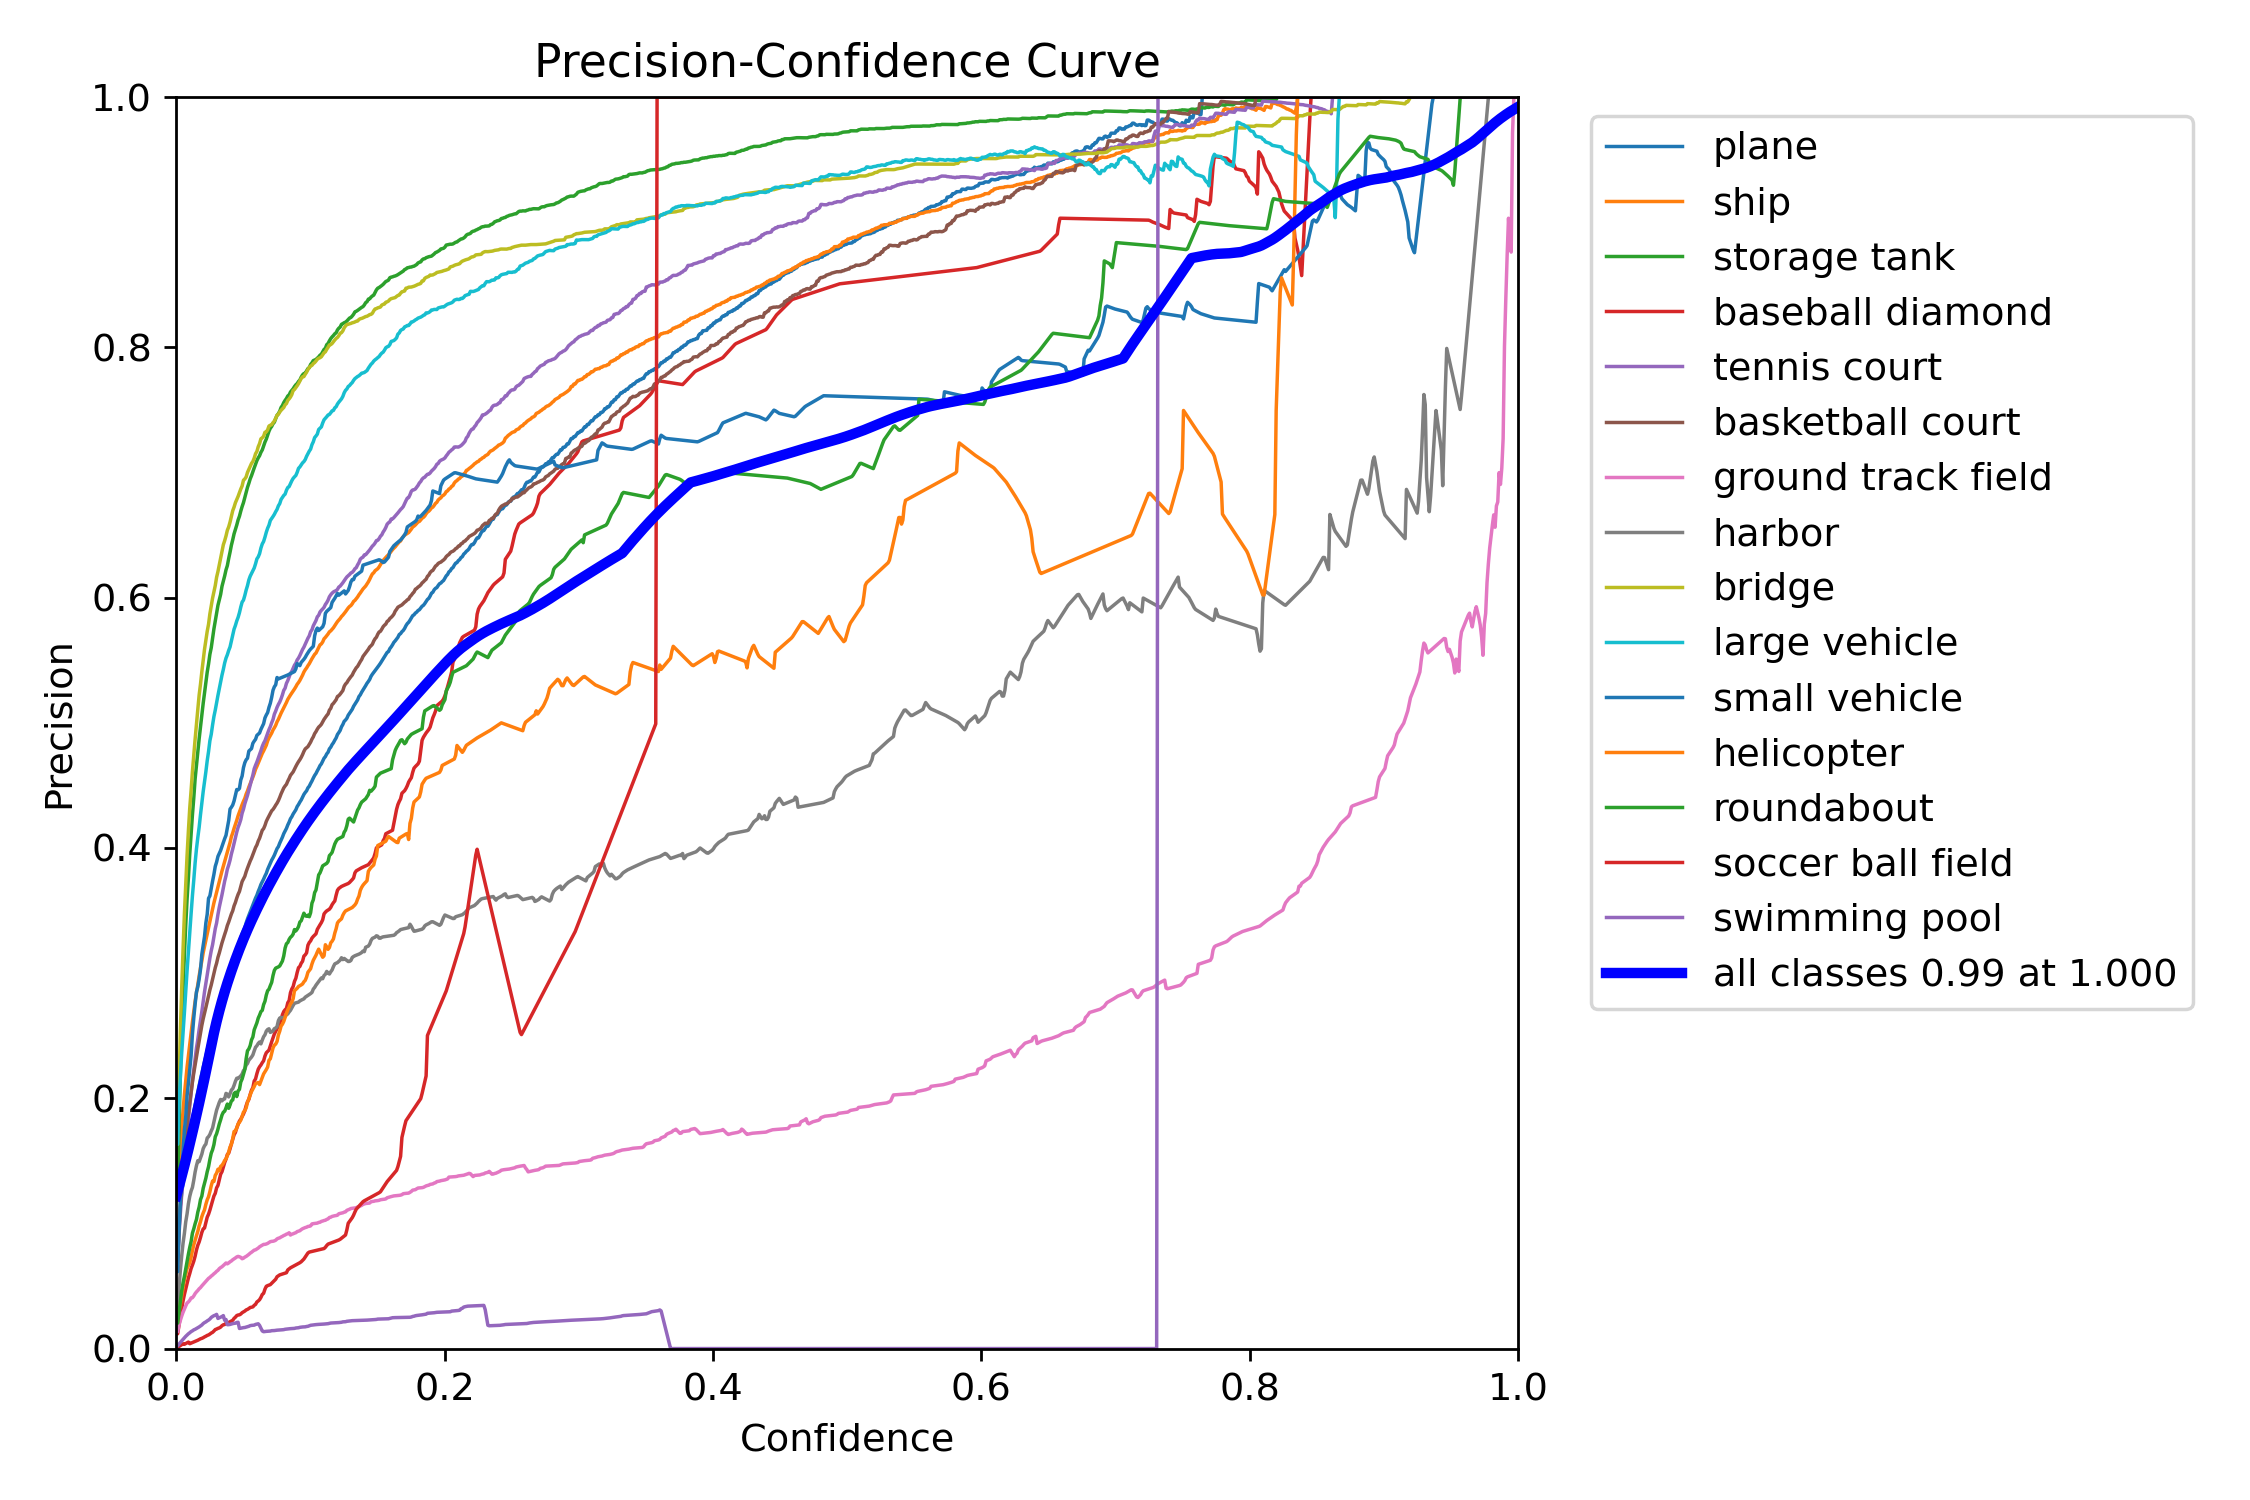 Precision-Confidence Curve
1.0
0.8
0.6
0.4
0.2
0.0
Precision
0.0 0.2 0.4 0.6 0.8 1.0
Confidence
plane
ship
storage tank
baseball diamond
tennis court
basketball court
ground track field
harbor
bridge
large vehicle
small vehicle
helicopter
roundabout
soccer ball field
swimming pool
all classes 0.99 at 1.000